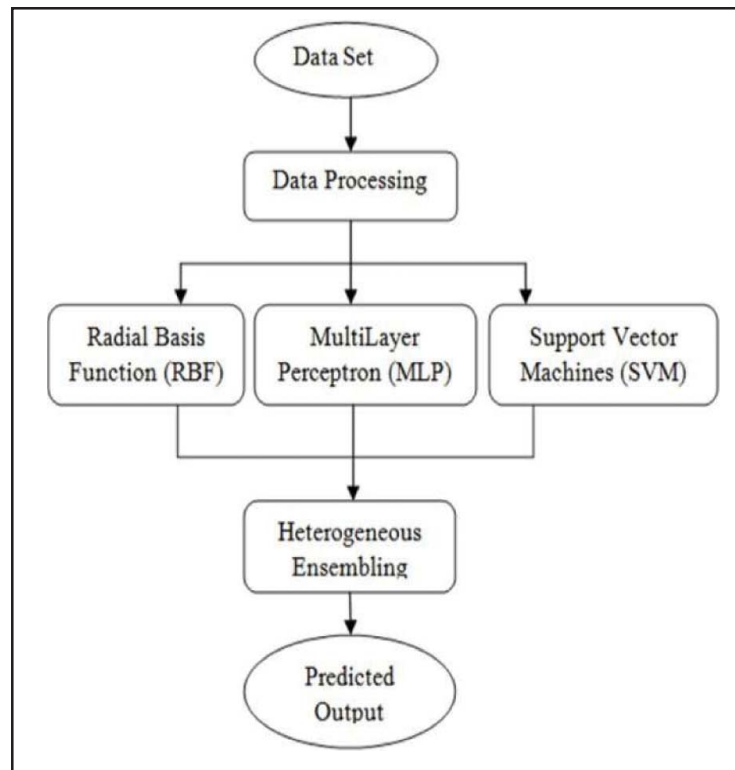 Data Set
Data Processing
Radial Basis
Function (RBF)
MultiLayer
Perceptron (MLP)
Support Vector
Machines (SVM)
Heterogeneous
Ensembling
Predicted
Output